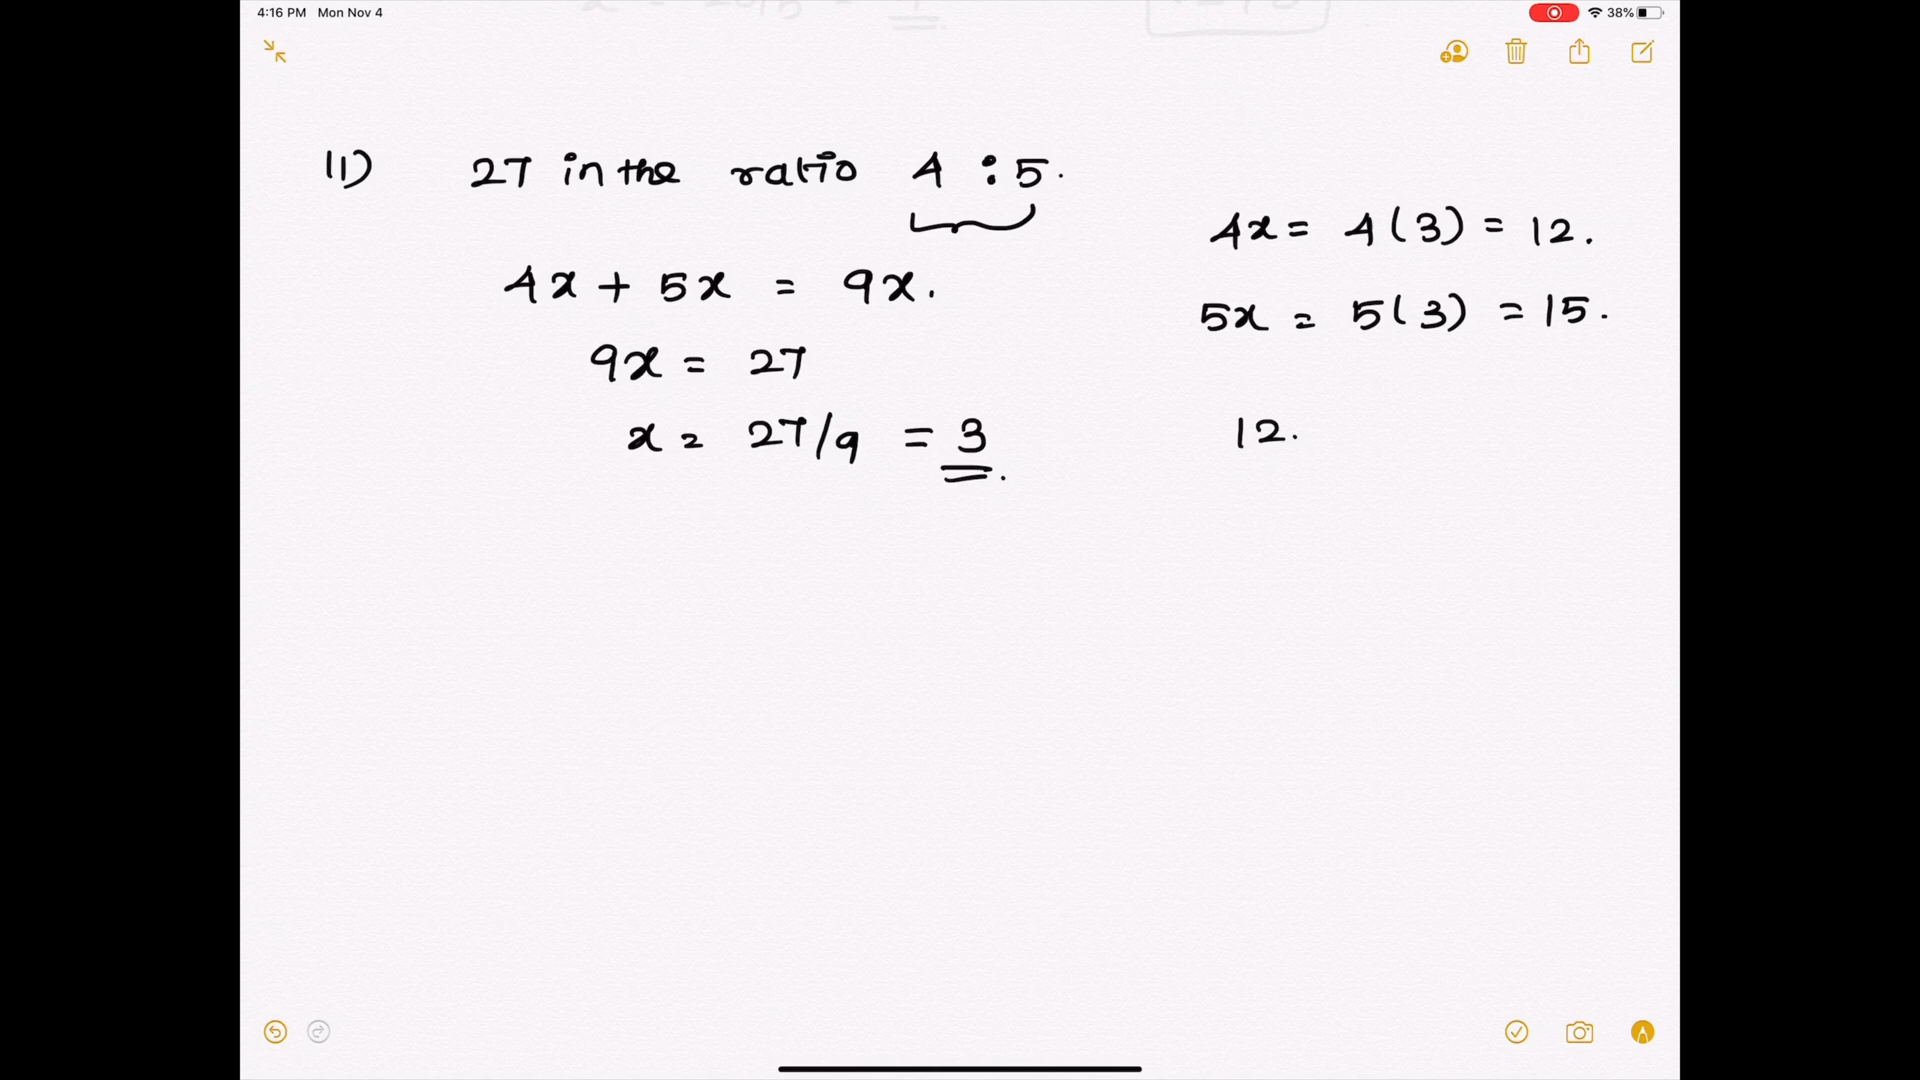 4:16 PM Mon Nov 4
38%
11) 27 in the ratio 4 : 5.
4x + 5x = 9x.
9x = 27
x = 27/9 = 3.
4x = 4(3) = 12.
5x = 5(3) = 15.
12.